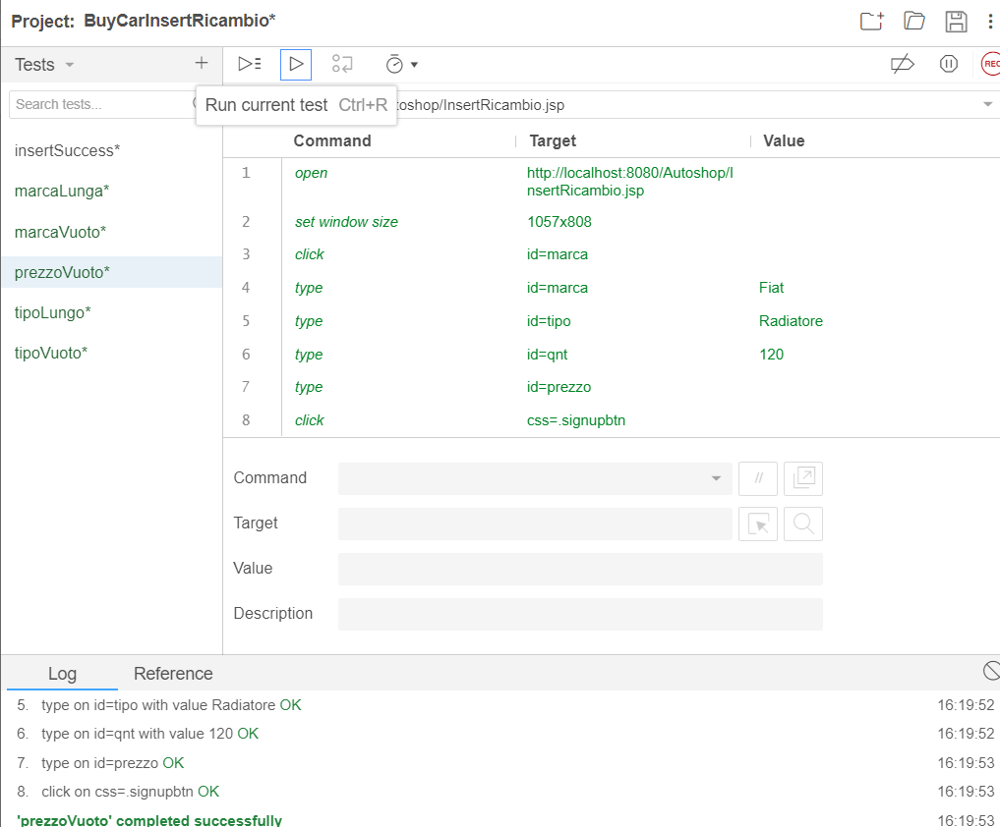 Project: BuyCarInsertRicambio*
Tests
REC
Search tests...
Run current test Ctrl+R
toshop/InsertRicambio.jsp
Command Target Value
insertSuccess*
marcaLunga*
marcaVuoto*
prezzoVuoto*
tipoLungo*
tipoVuoto*
1 open http://localhost:8080/Autoshop/I
nsertRicambio.jsp
2 set window size 1057x808
3 click id=marca
4 type id=marca Fiat
5 type id=tipo Radiatore
6 type id=qnt 120
7 type id=prezzo
8 click css=.signupbtn
Command //
Target
Value
Description
Log Reference
5. type on id=tipo with value Radiatore OK 16:19:52
6. type on id=qnt with value 120 OK 16:19:52
7. type on id=prezzo OK 16:19:53
8. click on css=.signupbtn OK 16:19:53
'prezzoVuoto' completed successfully 16:19:53